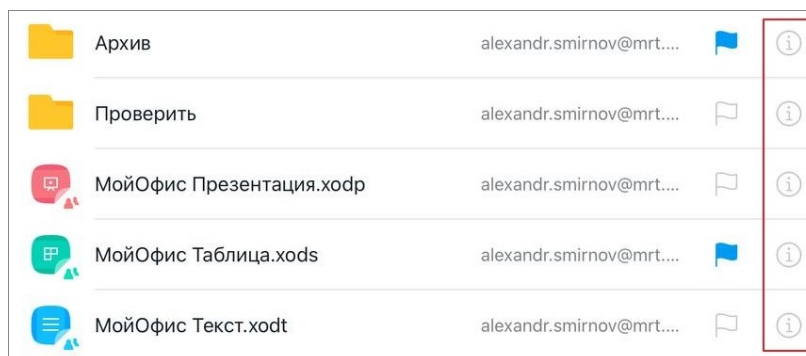 Архив alexandr.smirnov@mrt....
Проверить alexandr.smirnov@mrt....
МойОфис Презентация.xodp alexandr.smirnov@mrt....
МойОфис Таблица.xods alexandr.smirnov@mrt....
МойОфис Текст.xodt alexandr.smirnov@mrt....